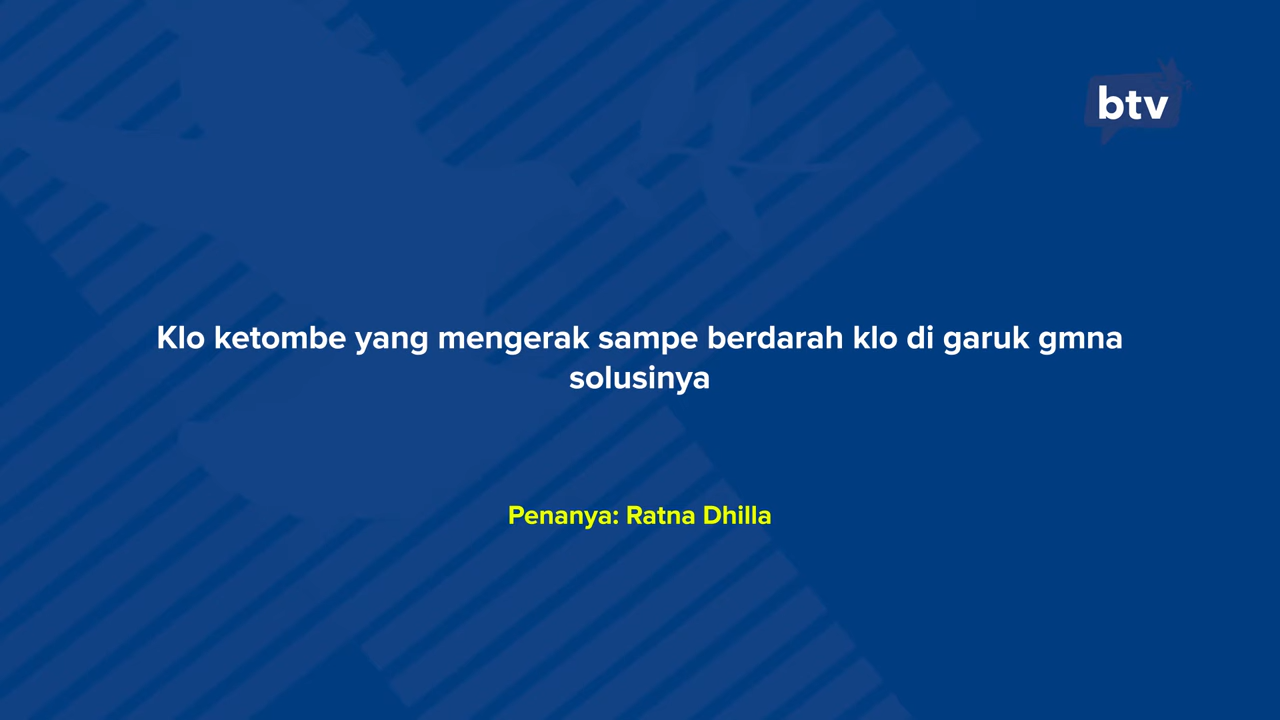 btv
Klo ketombe yang mengerak sampe berdarah klo di garuk gmna
solusinya
Penanya: Ratna Dhilla